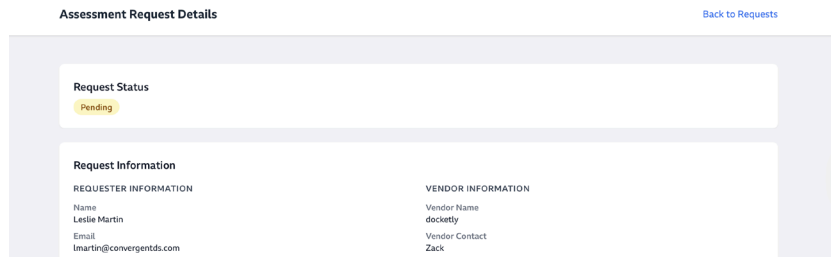 Assessment Request Details
Back to Requests
Request Status
Pending
Request Information
REQUESTER INFORMATION
Name
Leslie Martin
Email
lmartin@convergentds.com
VENDOR INFORMATION
Vendor Name
docketly
Vendor Contact
Zack